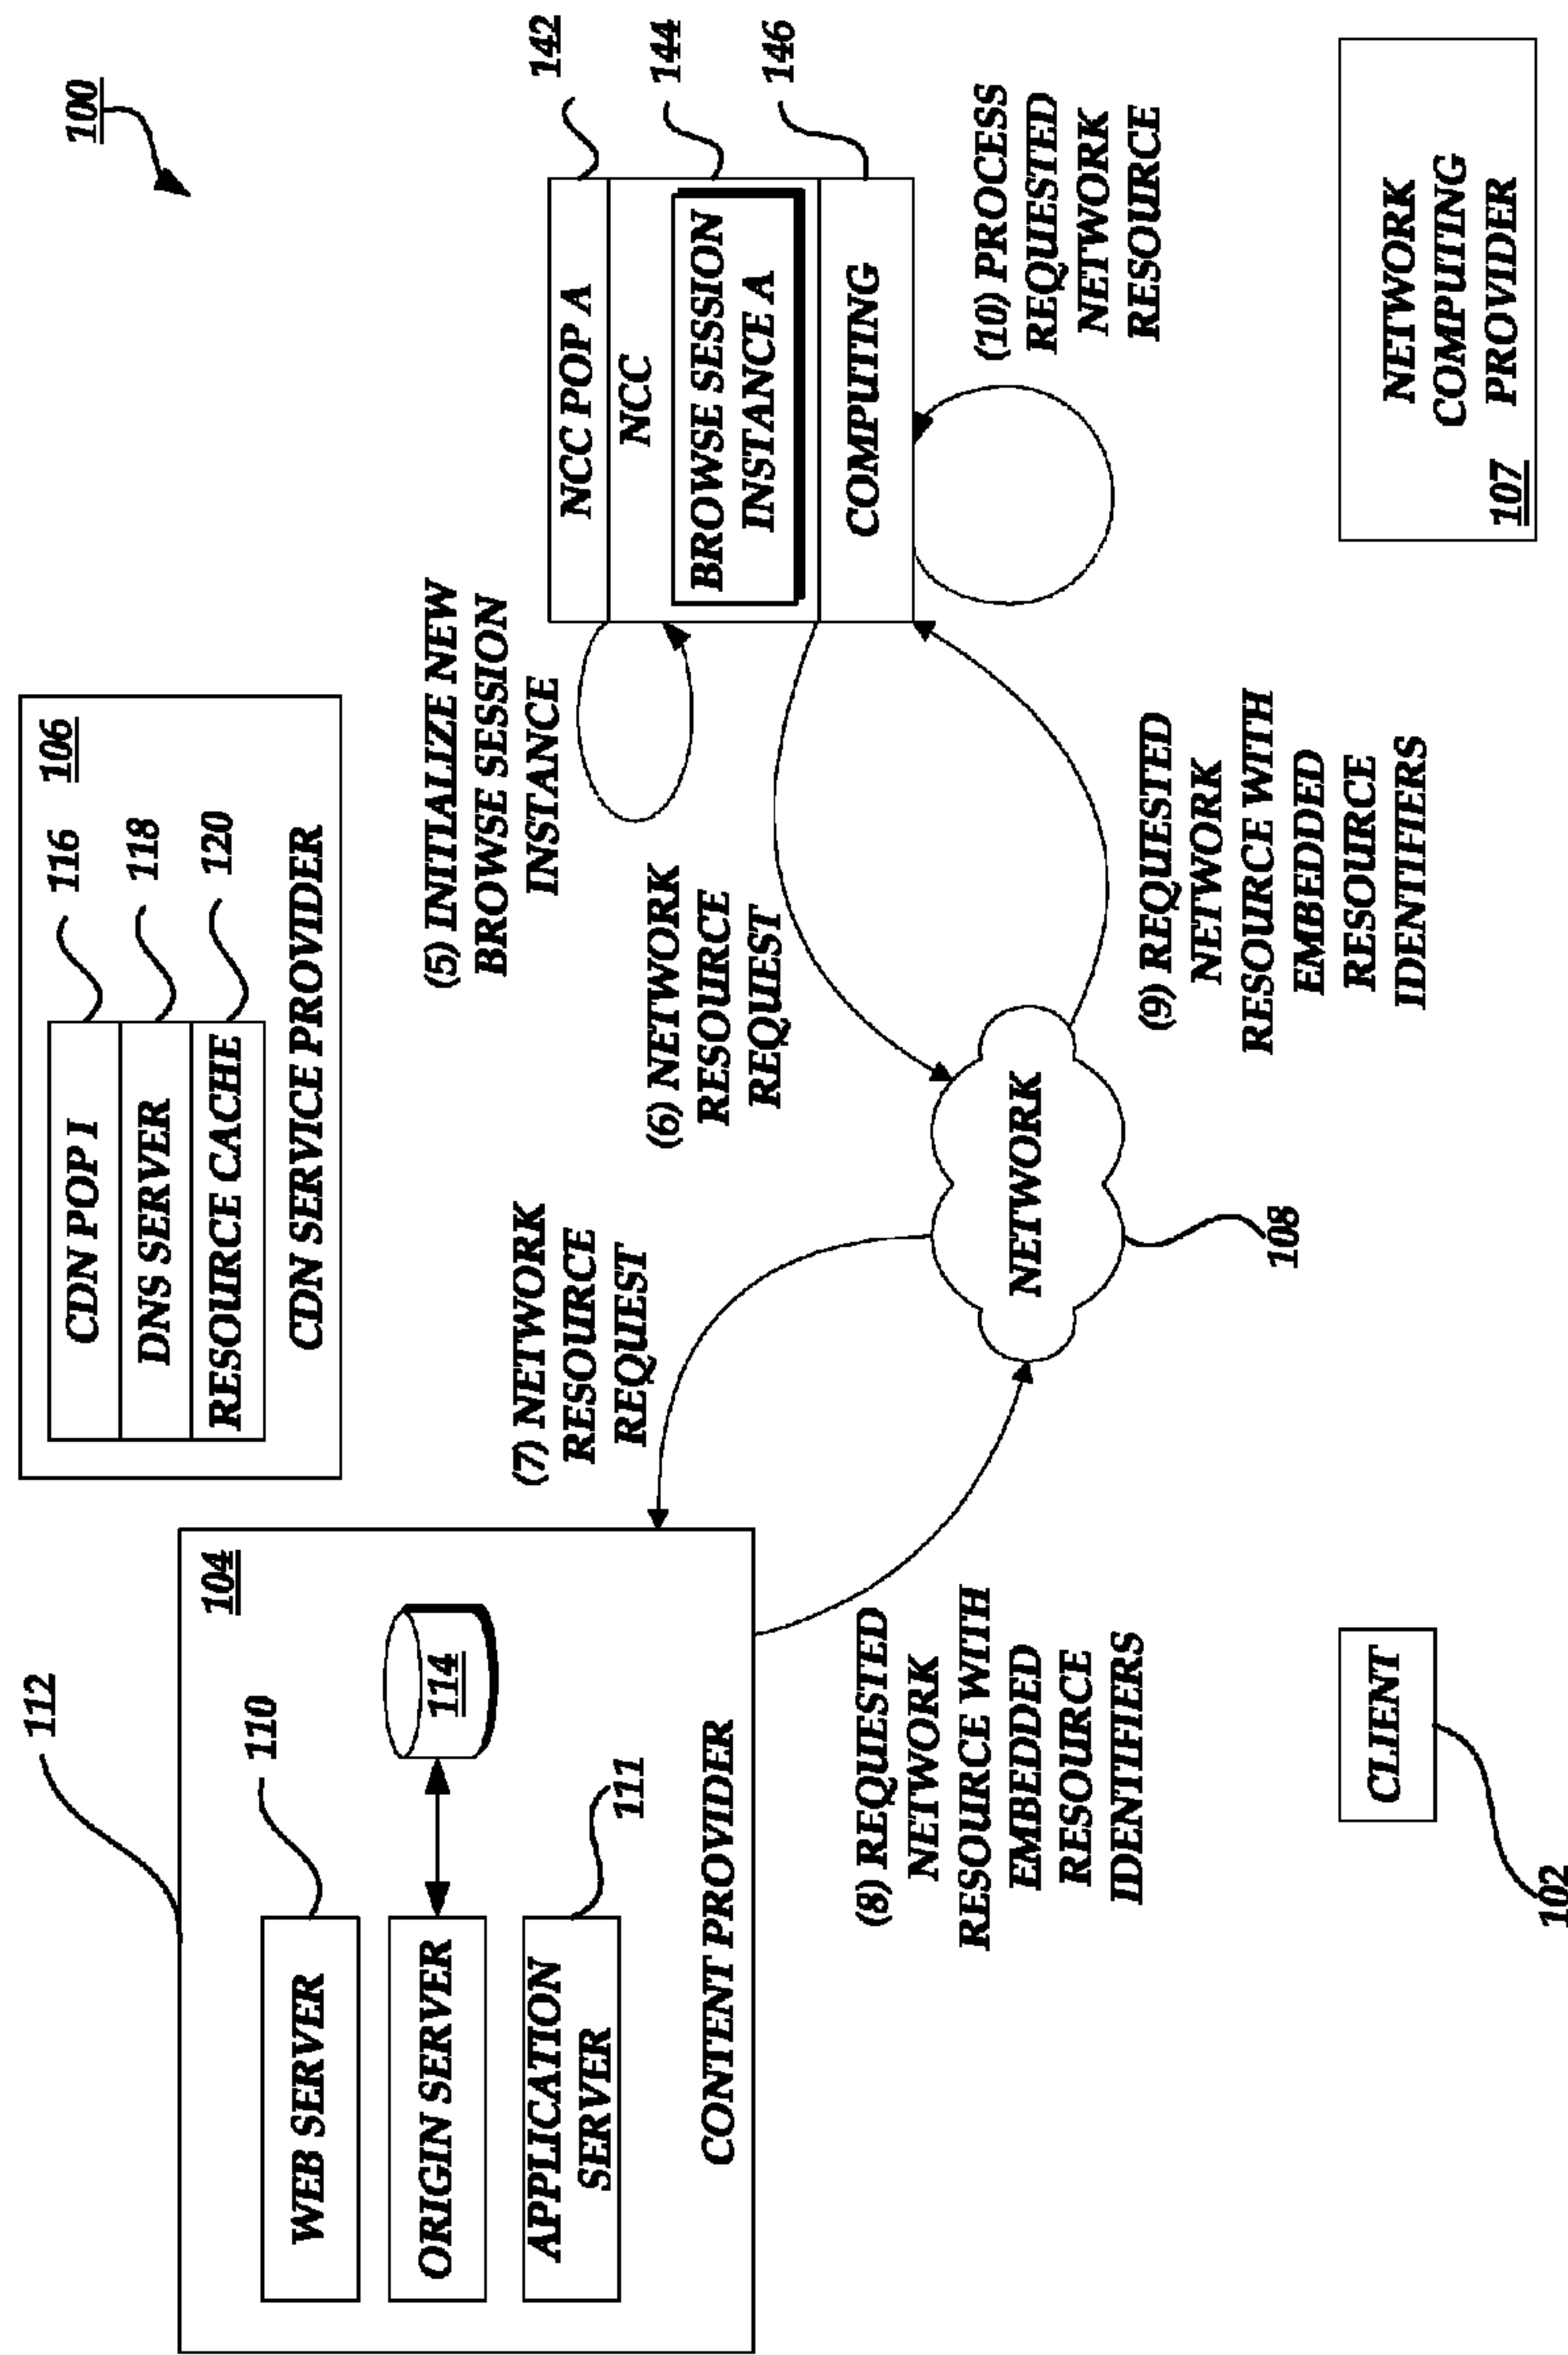 100
112
104
110
WEB SERVER
ORIGIN SERVER
114
APPLICATION
SERVER
111
CONTENT PROVIDER
106
CDN POP I
116
DNS SERVER
118
RESOURCE CACHE
120
CDN SERVICE PROVIDER
(5) INITIALIZE NEW
BROWSE SESSION
INSTANCE
NCC POP A
142
NCC
BROWSE SESSION
INSTANCE A
144
COMPUTING
146
(6) NETWORK
RESOURCE
REQUEST
(7) NETWORK
RESOURCE
REQUEST
(8) REQUESTED
NETWORK
RESOURCE WITH
EMBEDDED
RESOURCE
IDENTIFIERS
NETWORK
108
(9) REQUESTED
NETWORK
RESOURCE WITH
EMBEDDED
RESOURCE
IDENTIFIERS
(10) PROCESS
REQUESTED
NETWORK
RESOURCE
CLIENT
102
NETWORK
COMPUTING
PROVIDER
107